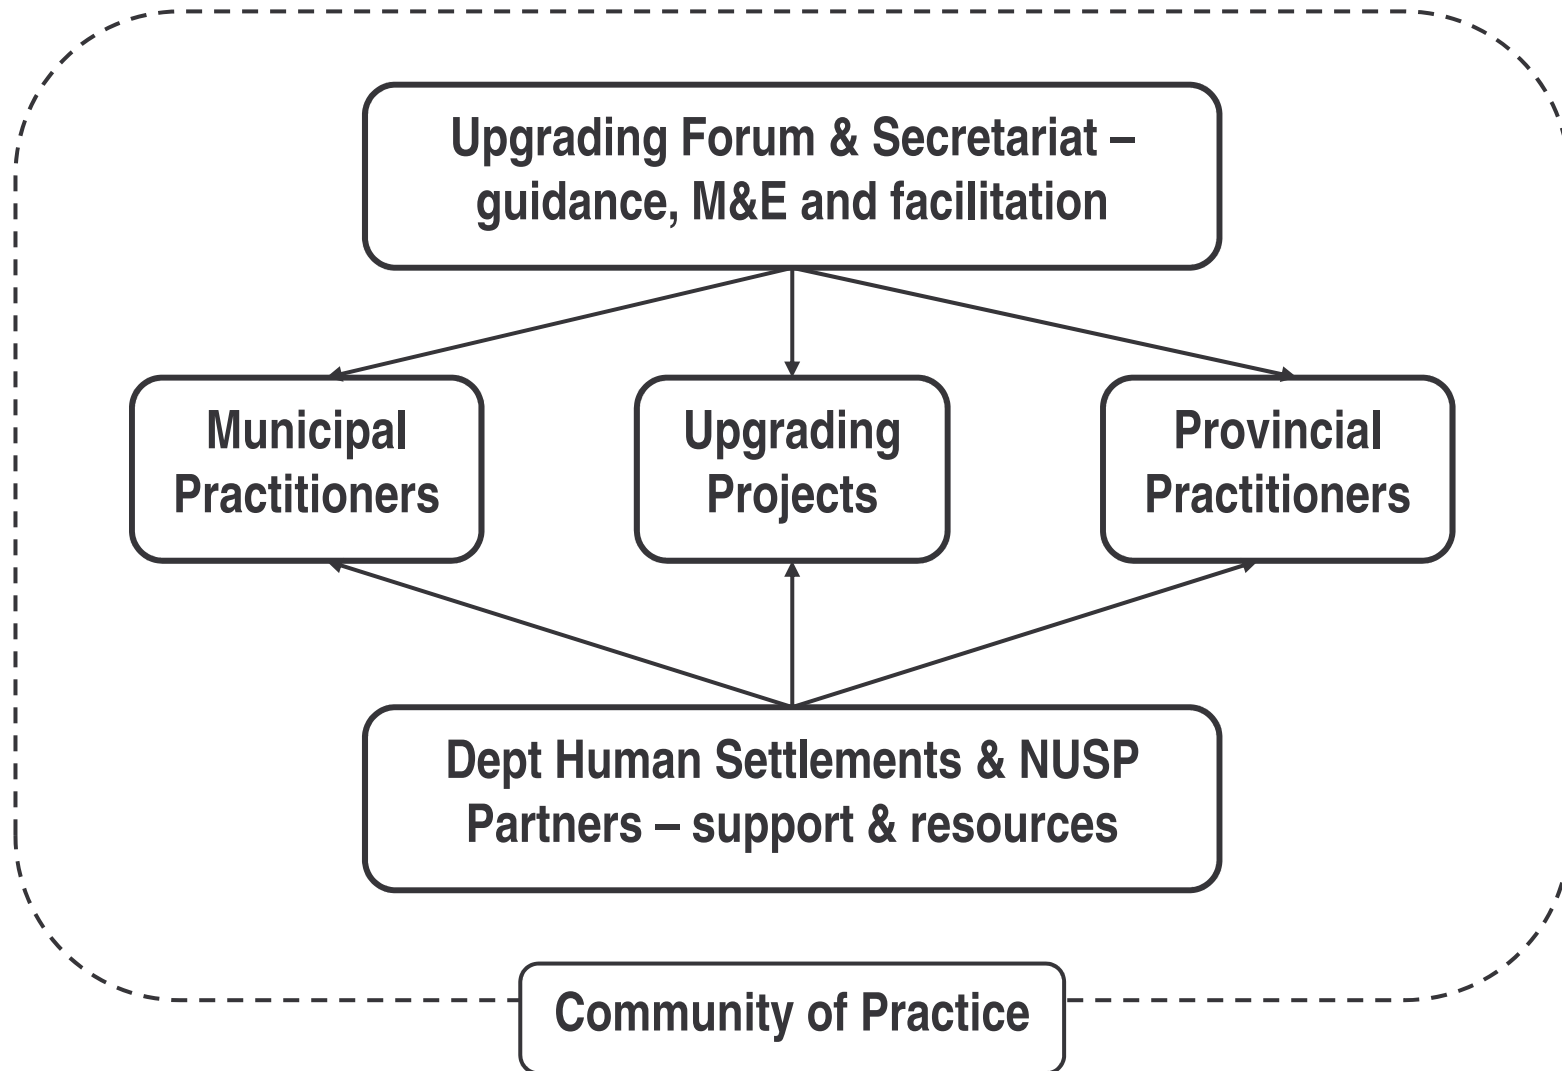 Upgrading Forum & Secretariat –
guidance, M&E and facilitation
Municipal
Practitioners
Upgrading
Projects
Provincial
Practitioners
Dept Human Settlements & NUSP
Partners – support & resources
Community of Practice